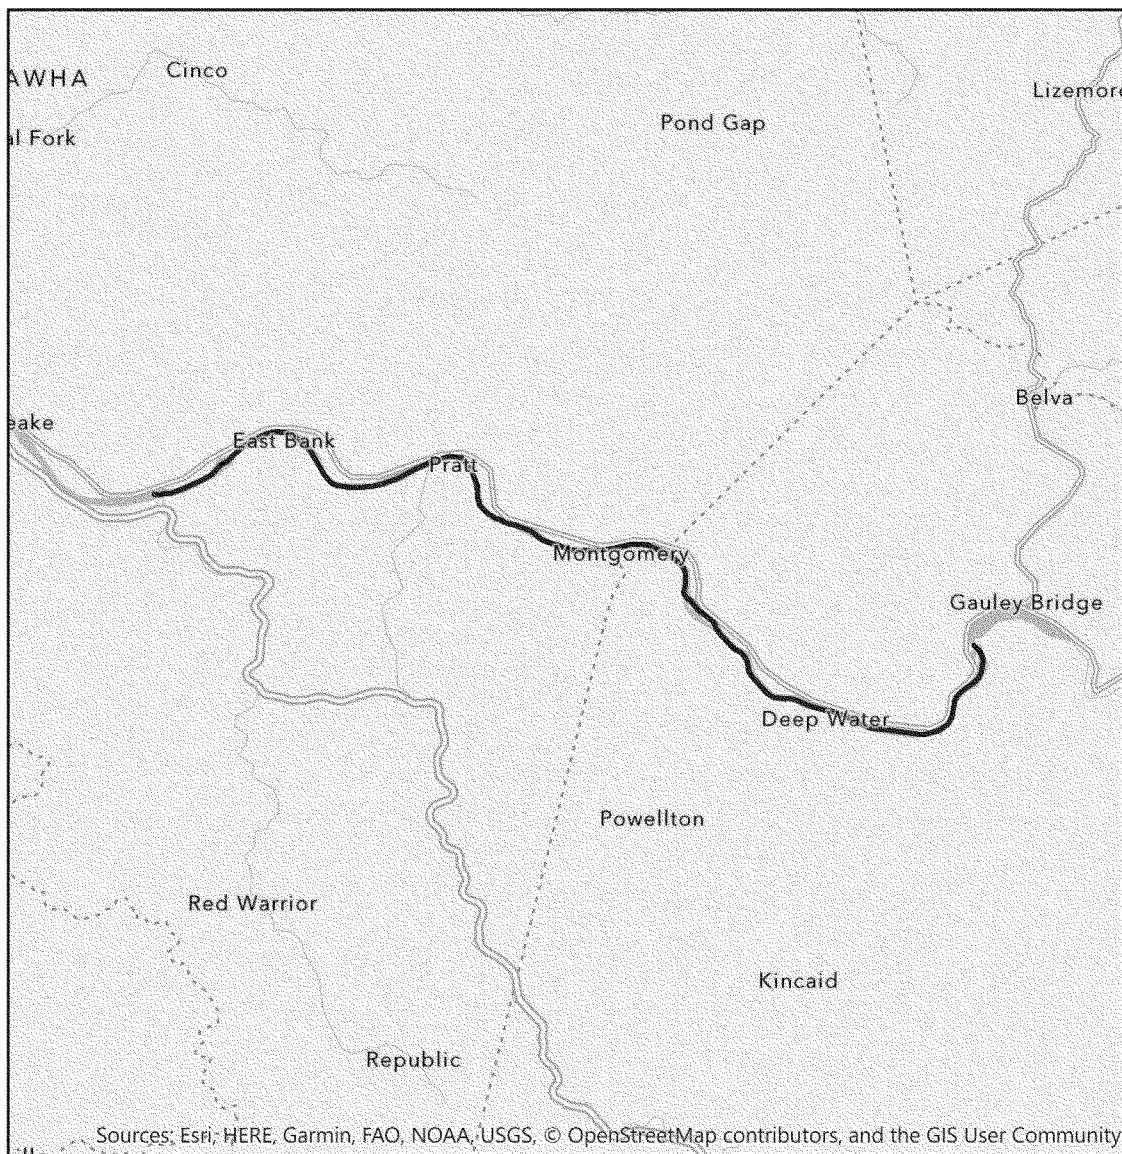 Cinco
AWHA
Lizemore
Pond Gap
al Fork
Belva
eake
East Bank
Pratt
Montgomery
Gauley Bridge
Deep Water
Powellton
Red Warrior
Kincaid
Republic
Sources: Esri, HERE, Garmin, FAO, NOAA, USGS, © OpenStreetMap contributors, and the GIS User Community